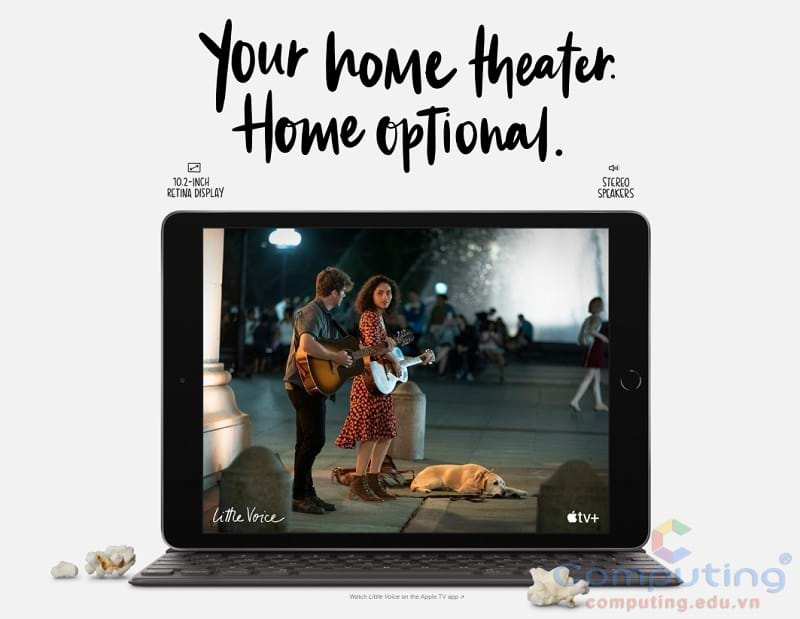 Your home theater.
Home optional.
10.2-INCH
RETINA DISPLAY
STEREO
SPEAKERS
Little Voice
tv+
Watch Little Voice on the Apple TV app ↗
Computing®
computing.edu.vn